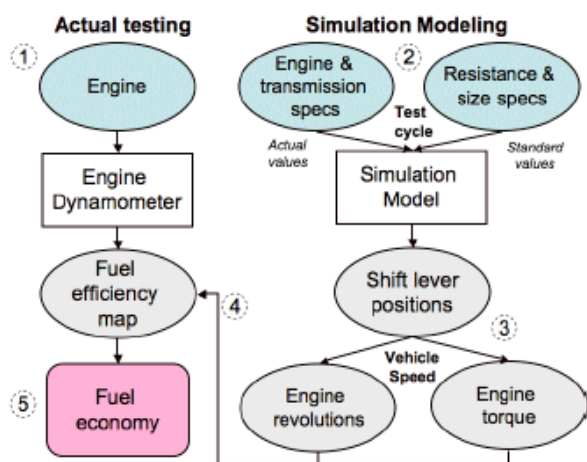 Actual testing
Simulation Modeling
1
Engine
Engine &
transmission
specs
2
Resistance &
size specs
Test
cycle
Actual
values
Standard
values
Engine
Dynamometer
Simulation
Model
Fuel
efficiency
map
4
Shift lever
positions
3
Vehicle
Speed
5
Fuel
economy
Engine
revolutions
Engine
torque